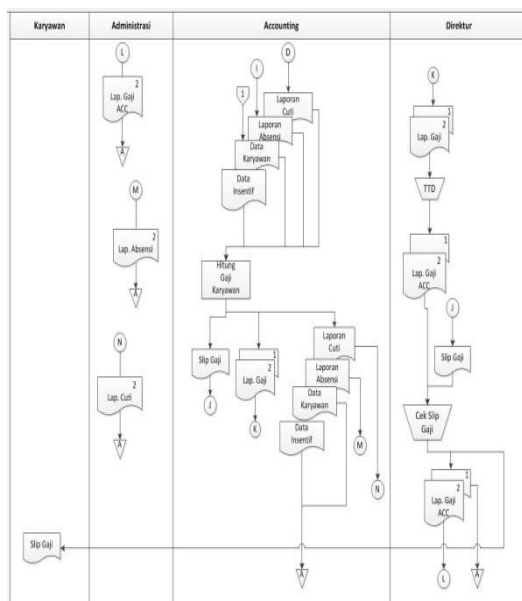 Karyawan
Administrasi
Accounting
Direktur
L
2
Lap. Gaji
ACC
A
M
2
Lap. Absensi
A
N
2
Lap. Cuti
A
Slip Gaji
D
I
1
Laporan
Cuti
Laporan
Absensi
Data
Karyawan
Data
Insentif
Hitung
Gaji
Karyawan
Slip Gaji
J
1
2
Lap. Gaji
K
Laporan
Cuti
Laporan
Absensi
Data
Karyawan
Data
Insentif
M
N
A
K
1
2
Lap. Gaji
TTD
1
2
Lap. Gaji
ACC
J
Slip Gaji
Cek Slip
Gaji
1
2
Lap. Gaji
ACC
L
A